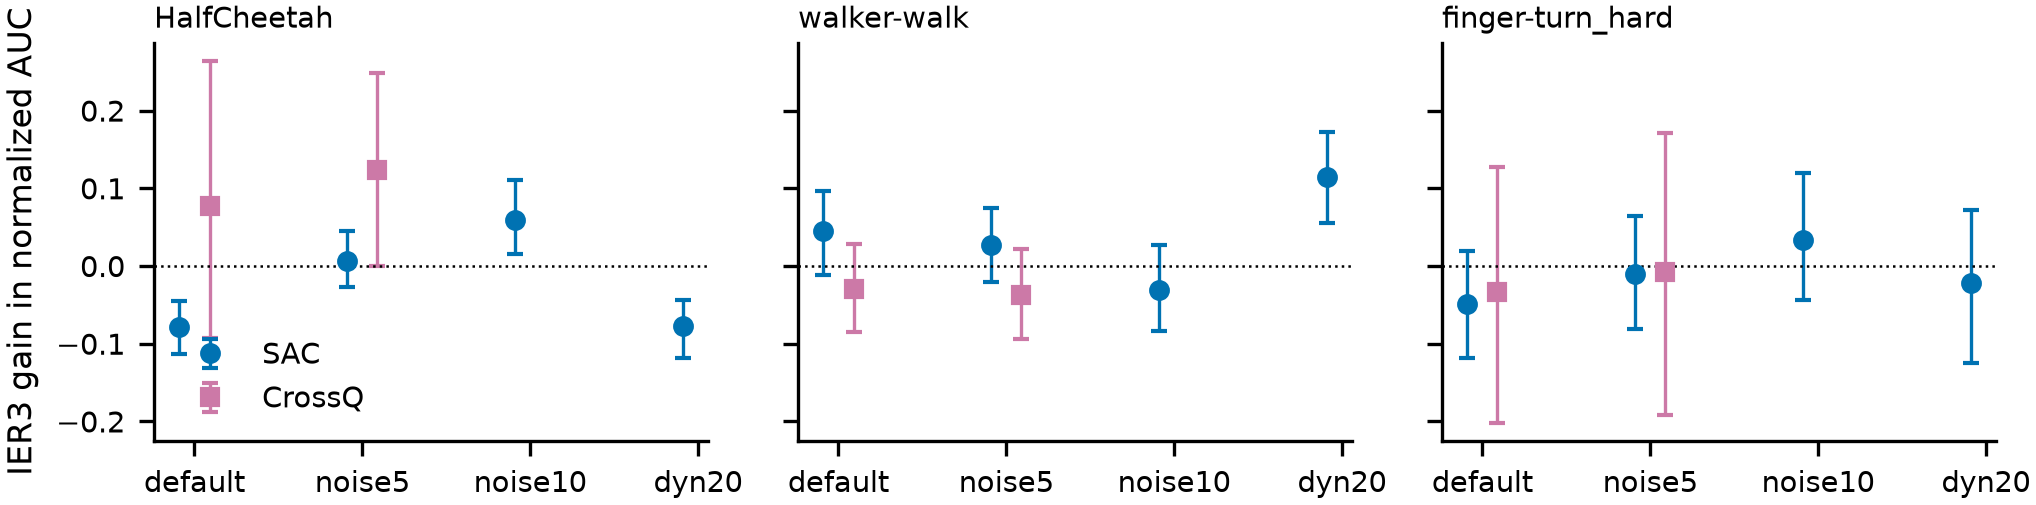 IER3 gain in normalized AUC
HalfCheetah
0.2
0.1
0.0
−0.1
−0.2
SAC
CrossQ
default noise5 noise10 dyn20
walker-walk
default noise5 noise10 dyn20
finger-turn_hard
default noise5 noise10 dyn20